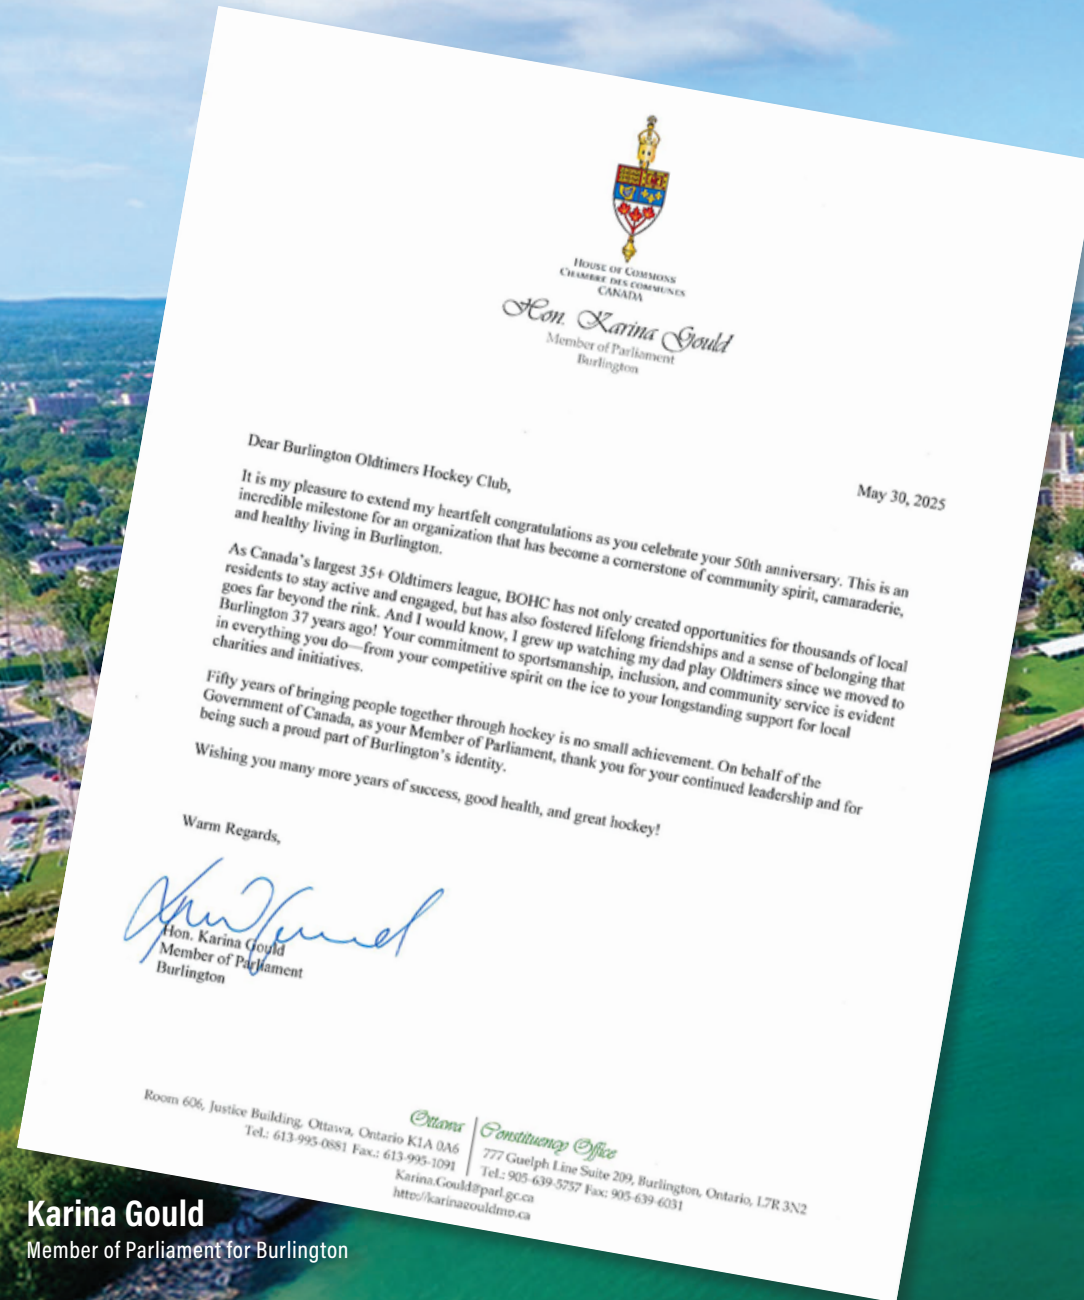 HOUSE OF COMMONS
CHAMBRE DES COMMUNES
CANADA
Hon. Karina Gould
Member of Parliament
Burlington
May 30, 2025
Dear Burlington Oldtimers Hockey Club,
It is my pleasure to extend my heartfelt congratulations as you celebrate your 50th anniversary. This is an
incredible milestone for an organization that has become a cornerstone of community spirit, camaraderie,
and healthy living in Burlington.
As Canada's largest 35+ Oldtimers league, BOHC has not only created opportunities for thousands of local
residents to stay active and engaged, but has also fostered lifelong friendships and a sense of belonging that
goes far beyond the rink. And I would know, I grew up watching my dad play Oldtimers since we moved to
Burlington 37 years ago! Your commitment to sportsmanship, inclusion, and community service is evident
in everything you do—from your competitive spirit on the ice to your longstanding support for local
charities and initiatives.
Fifty years of bringing people together through hockey is no small achievement. On behalf of the
Government of Canada, as your Member of Parliament, thank you for your continued leadership and for
being such a proud part of Burlington's identity.
Wishing you many more years of success, good health, and great hockey!
Warm Regards,
Hon. Karina Gould
Member of Parliament
Burlington
Ottawa
Room 606, Justice Building, Ottawa, Ontario K1A 0A6
Tel.: 613-995-0881 Fax.: 613-995-1091
Constituency Office
777 Guelph Line Suite 209, Burlington, Ontario, L7R 3N2
Tel.: 905-639-5757 Fax: 905-639-6031
Karina.Gould@parl.gc.ca
http://karinagouldmp.ca
Karina Gould
Member of Parliament for Burlington